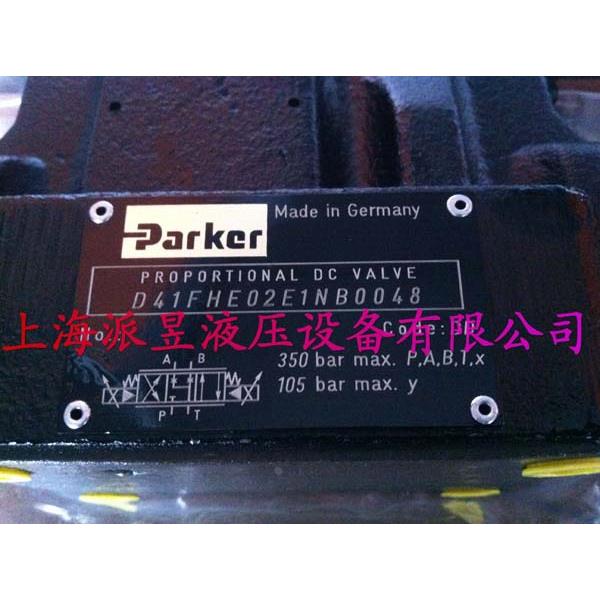 Parker
Made in Germany
PROPORTIONAL DC VALVE
D41FHE02E1NB0048
上海派昱液压设备有限公司
Code:
A B
350 bar max. P,A,B,T,x
P T
105 bar max. y